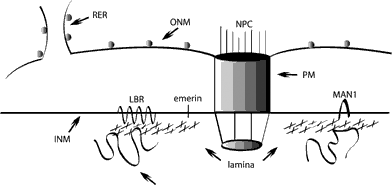 RER
ONM
NPC
PM
LBR
emerin
MAN1
INM
lamina